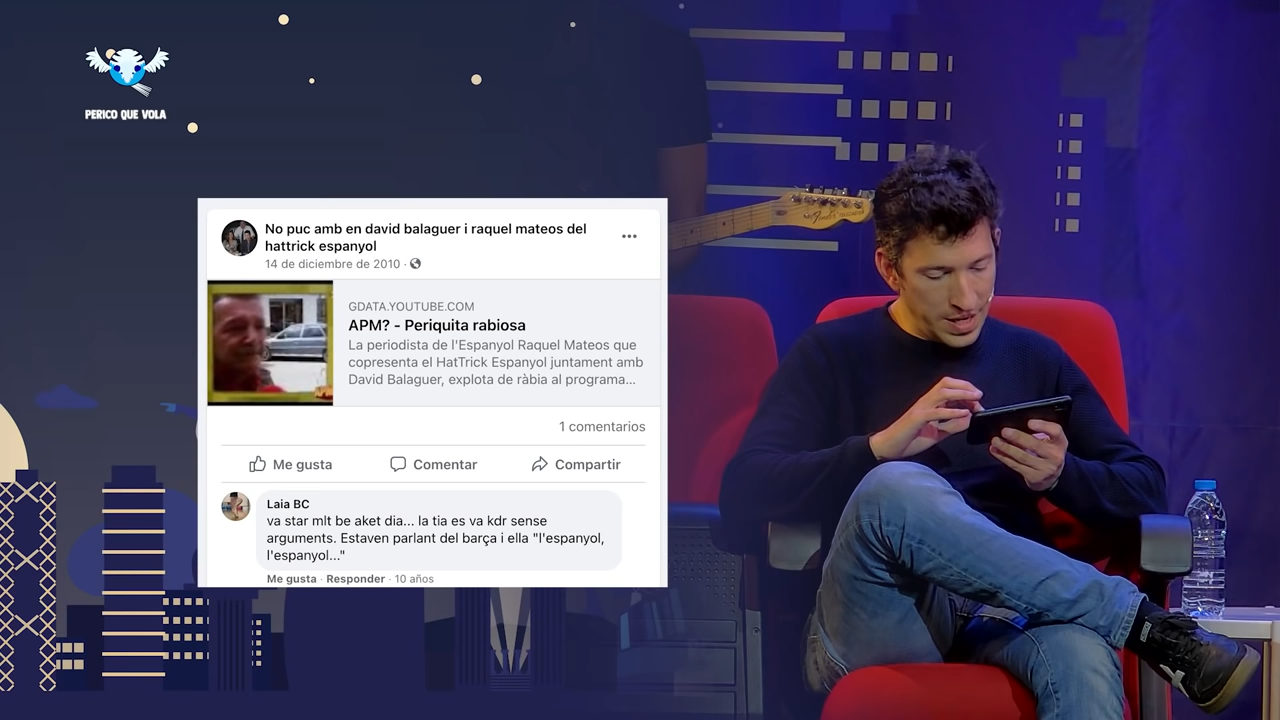 PERICO QUE VOLA
No puc amb en david balaguer i raquel mateos del
hattrick espanyol
14 de diciembre de 2010 ·
GDATA.YOUTUBE.COM
APM? - Periquita rabiosa
La periodista de l'Espanyol Raquel Mateos que
copresenta el HatTrick Espanyol juntament amb
David Balaguer, explota de ràbia al programa...
1 comentarios
Me gusta
Comentar
Compartir
Laia BC
va star mlt be aket dia... la tia es va kdr sense
arguments. Estaven parlant del barça i ella "l'espanyol,
l'espanyol..."
Me gusta · Responder · 10 años